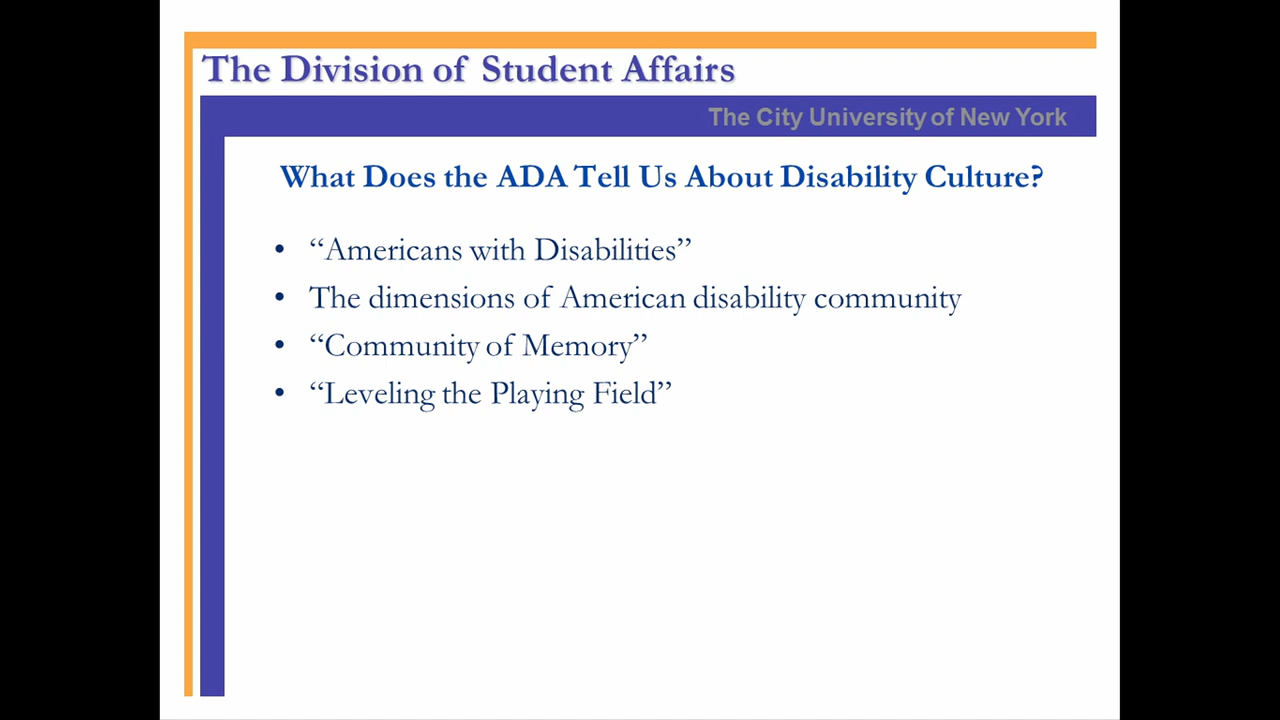 The Division of Student Affairs
The City University of New York
What Does the ADA Tell Us About Disability Culture?
• “Americans with Disabilities”
• The dimensions of American disability community
• “Community of Memory”
• “Leveling the Playing Field”